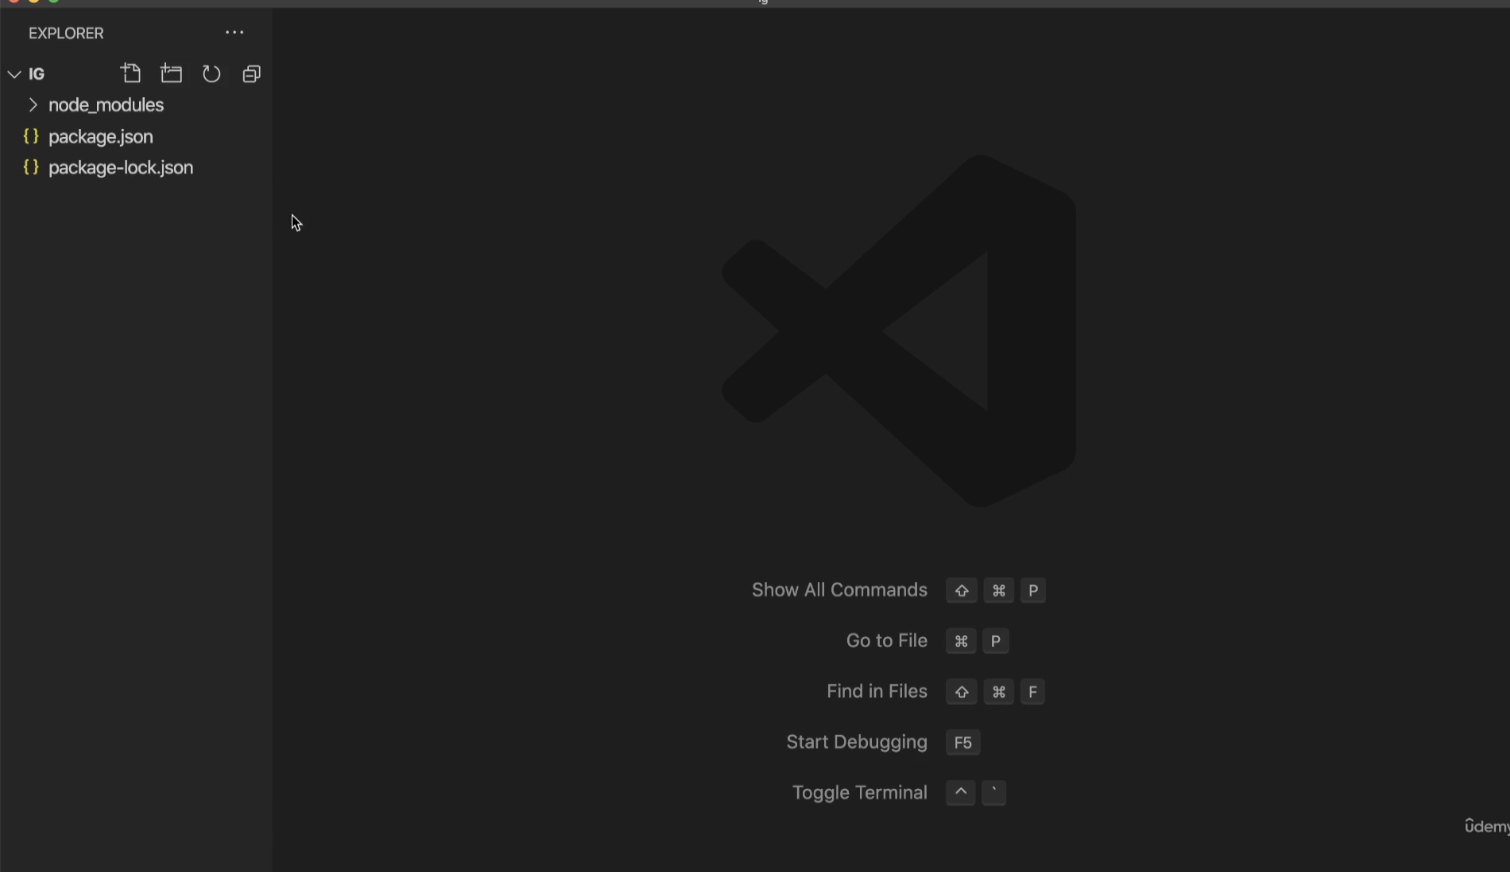 EXPLORER
IG
node_modules
{} package.json
{} package-lock.json
Show All Commands ⇧ ⌘ P
Go to File ⌘ P
Find in Files ⇧ ⌘ F
Start Debugging F5
Toggle Terminal ^ `
ûdemy